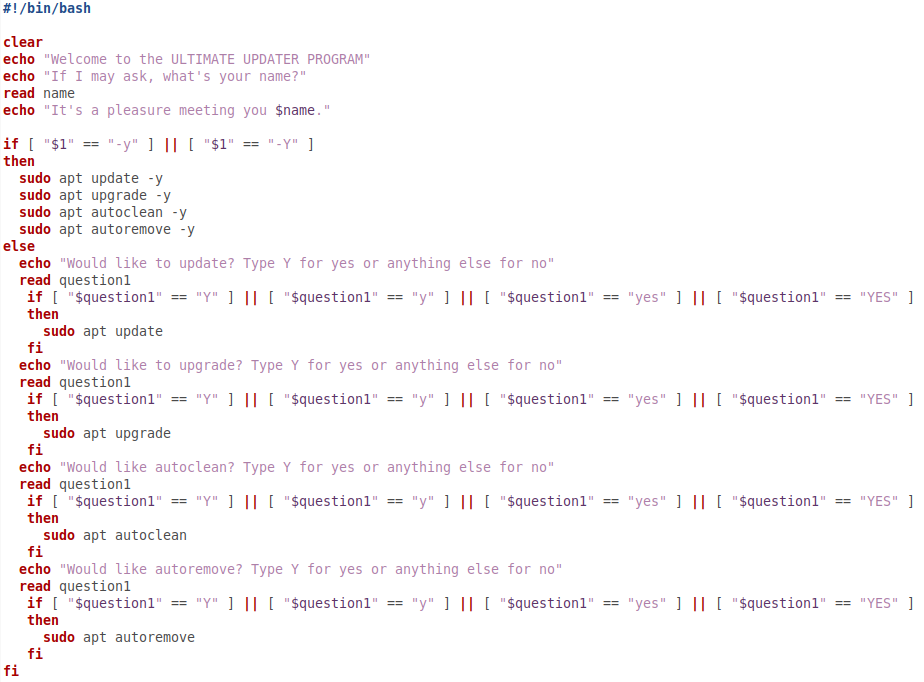 #!/bin/bash

clear
echo "Welcome to the ULTIMATE UPDATER PROGRAM"
echo "If I may ask, what's your name?"
read name
echo "It's a pleasure meeting you $name."

if [ "$1" == "-y" ] || [ "$1" == "-Y" ]
then
  sudo apt update -y
  sudo apt upgrade -y
  sudo apt autoclean -y
  sudo apt autoremove -y
else
  echo "Would like to update? Type Y for yes or anything else for no"
  read question1
   if [ "$question1" == "Y" ] || [ "$question1" == "y" ] || [ "$question1" == "yes" ] || [ "$question1" == "YES" ]
   then
     sudo apt update
   fi
  echo "Would like to upgrade? Type Y for yes or anything else for no"
  read question1
   if [ "$question1" == "Y" ] || [ "$question1" == "y" ] || [ "$question1" == "yes" ] || [ "$question1" == "YES" ]
   then
     sudo apt upgrade
   fi
  echo "Would like autoclean? Type Y for yes or anything else for no"
  read question1
   if [ "$question1" == "Y" ] || [ "$question1" == "y" ] || [ "$question1" == "yes" ] || [ "$question1" == "YES" ]
   then
     sudo apt autoclean
   fi
  echo "Would like autoremove? Type Y for yes or anything else for no"
  read question1
   if [ "$question1" == "Y" ] || [ "$question1" == "y" ] || [ "$question1" == "yes" ] || [ "$question1" == "YES" ]
   then
     sudo apt autoremove
   fi
fi